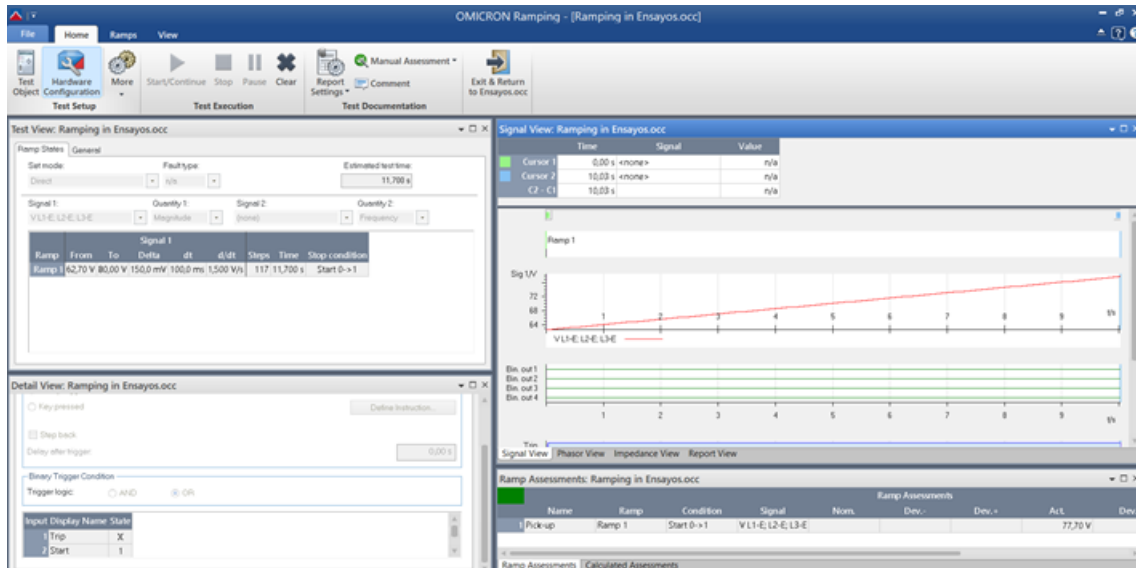 OMICRON Ramping - [Ramping in Ensayos.occ]
File Home Ramps View
Test Object
Hardware Configuration
More
Start/Continue
Stop
Pause
Clear
Report Settings
Manual Assessment
Comment
Exit & Return to Ensayos.occ
Test Setup
Test Execution
Test Documentation
Test View: Ramping in Ensayos.occ
Ramp States General
Set mode: Fault type: Estimated test time:
Direct n/a 11,700 s
Signal 1: Quantity 1: Signal 2: Quantity 2:
V L1-E; L2-E; L3-E Magnitude (none) Frequency
Signal 1
Ramp From To Delta dt d/dt Steps Time Stop condition
Ramp 1 62,70 V 80,00 V 150,0 mV 100,0 ms 1,500 V/s 117 11,700 s Start 0->1
Detail View: Ramping in Ensayos.occ
Key pressed Define Instruction...
Step back
Delay after trigger: 0,00 s
Binary Trigger Condition
Trigger logic: AND OR
Input Display Name State
1 Trip X
2 Start 1
Signal View: Ramping in Ensayos.occ
Time Signal Value
Cursor 1 0,00 s <none> n/a
Cursor 2 10,03 s <none> n/a
C2 - C1 10,03 s n/a
Ramp 1
Sig 1/V
72
68
64
1 2 3 4 5 6 7 8 9 t/s
V L1-E; L2-E; L3-E
Bin. out 1
Bin. out 2
Bin. out 3
Bin. out 4
1 2 3 4 5 6 7 8 9 t/s
Trip
Signal View Phasor View Impedance View Report View
Ramp Assessments: Ramping in Ensayos.occ
Ramp Assessments
Name Ramp Condition Signal Nom. Dev.- Dev.+ Act. Dev
1 Pick-up Ramp 1 Start 0->1 V L1-E; L2-E; L3-E 77,70 V
Ramp Assessments Calculated Assessments